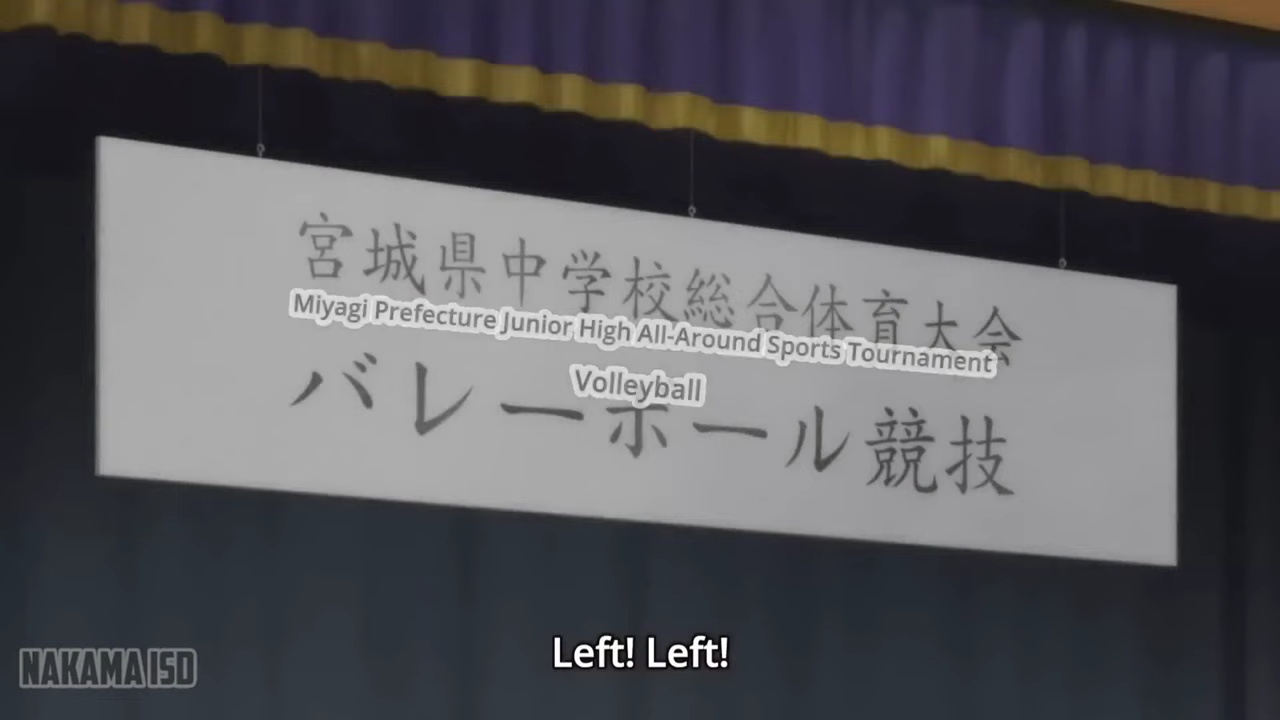 宮城県中学校総合体育大会
Miyagi Prefecture Junior High All-Around Sports Tournament
Volleyball
バレーボール競技
Left! Left!
NAKAMA ISD